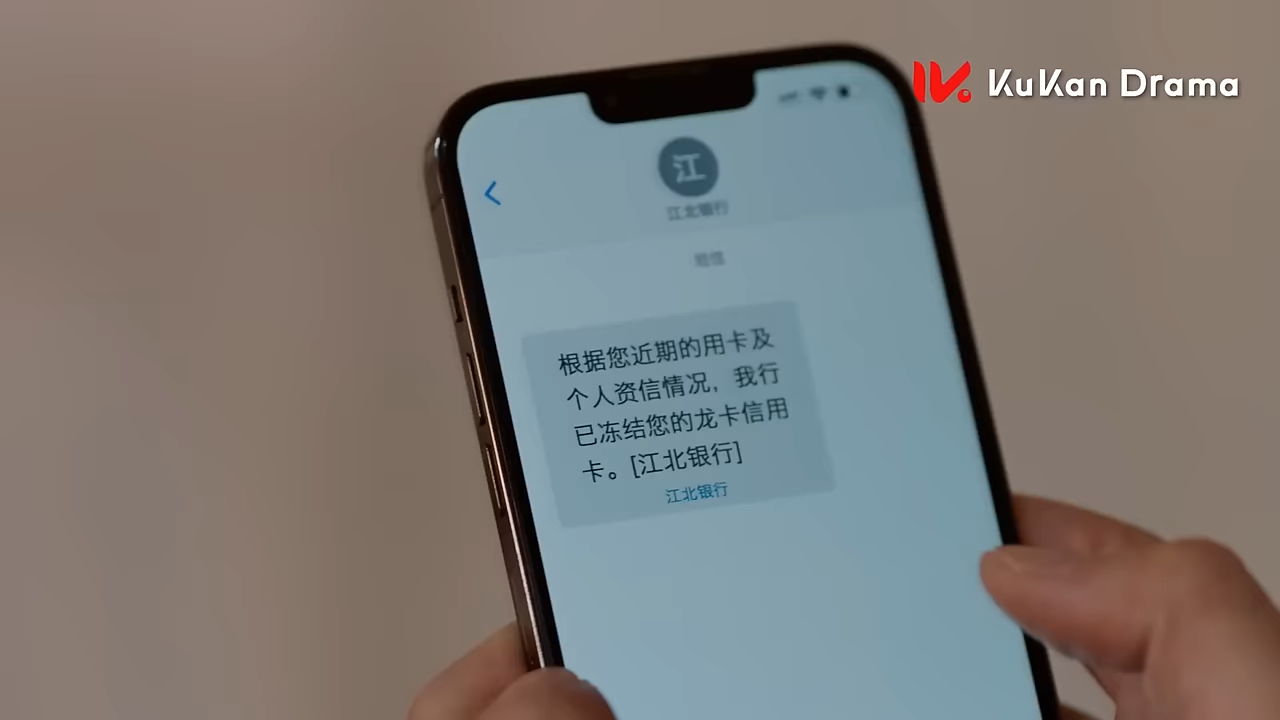 KuKan Drama
江
江北银行
短信
根据您近期的用卡及
个人资信情况，我行
已冻结您的龙卡信用
卡。[江北银行]
江北银行